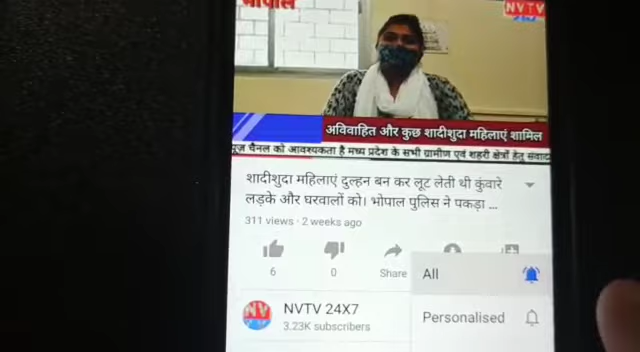 भोपाल
NVTV
अविवाहित और कुछ शादीशुदा महिलाएं शामिल
यूज़ चैनल को आवश्यकता है मध्य प्रदेश के सभी ग्रामीण एवं शहरी क्षेत्रों हेतु संवाद
शादीशुदा महिलाएं दुल्हन बन कर लूट लेती थी कुंवारे
लड़के और घरवालों को। भोपाल पुलिस ने पकड़ा ...
311 views · 2 weeks ago
6
0
Share
All
NV
NVTV 24X7
3.23K subscribers
Personalised